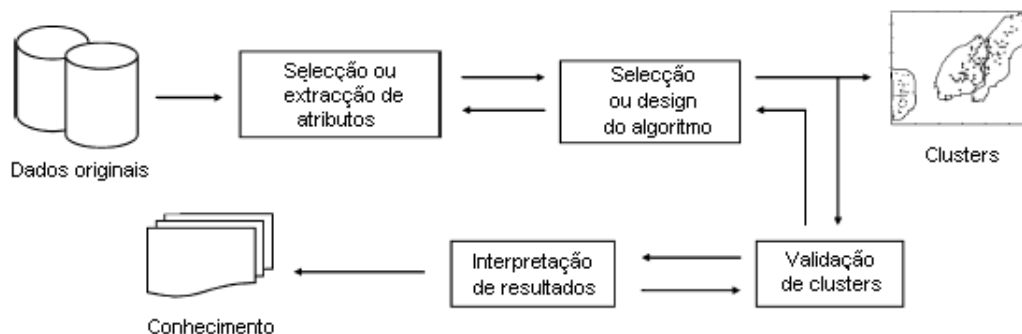 Selecção ou
extracção de
atributos
Selecção
ou design
do algoritmo
Dados originais
Clusters
Interpretação
de resultados
Validação
de clusters
Conhecimento